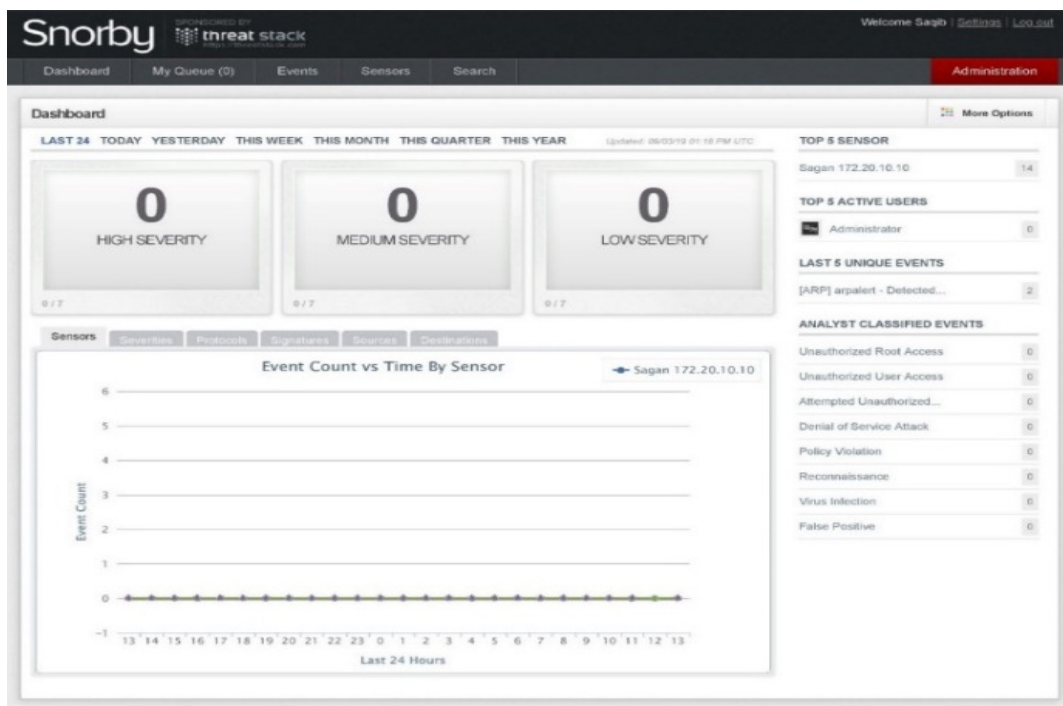 Snorby
SPONSORED BY
threat stack
Welcome Saqib | Settings | Log out
Dashboard My Queue (0) Events Sensors Search Administration
Dashboard
More Options
LAST 24 TODAY YESTERDAY THIS WEEK THIS MONTH THIS QUARTER THIS YEAR
Updated: 06/03/19 01:18 PM UTC
0
HIGH SEVERITY
0 / 7
0
MEDIUM SEVERITY
0 / 7
0
LOW SEVERITY
0 / 7
Sensors Severities Protocols Signatures Sources Destinations
Event Count vs Time By Sensor
Sagan 172.20.10.10
Event Count
6
5
4
3
2
1
0
-1
13 14 15 16 17 18 19 20 21 22 23 0 1 2 3 4 5 6 7 8 9 10 11 12 13
Last 24 Hours
TOP 5 SENSOR
Sagan 172.20.10.10 14
TOP 5 ACTIVE USERS
Administrator 0
LAST 5 UNIQUE EVENTS
[ARP] arpalert - Detected... 2
ANALYST CLASSIFIED EVENTS
Unauthorized Root Access 0
Unauthorized User Access 0
Attempted Unauthorized... 0
Denial of Service Attack 0
Policy Violation 0
Reconnaissance 0
Virus Infection 0
False Positive 0